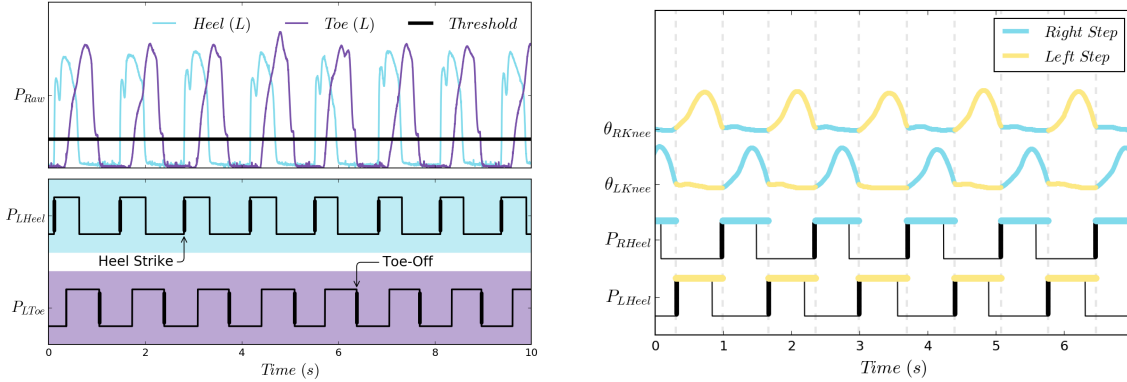 Heel (L) Toe (L) Threshold
P_Raw
P_LHeel
Heel Strike
Toe-Off
P_LToe
0 2 4 6 8 10
Time (s)
Right Step
Left Step
θ_RKnee
θ_LKnee
P_RHeel
P_LHeel
0 1 2 3 4 5 6
Time (s)